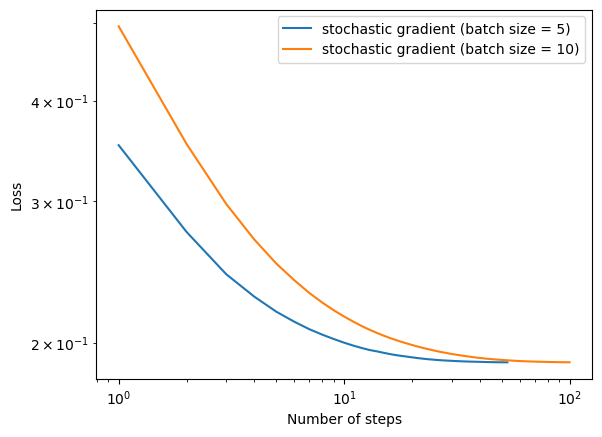 stochastic gradient (batch size = 5)
stochastic gradient (batch size = 10)
4 × 10⁻¹
3 × 10⁻¹
2 × 10⁻¹
Loss
10⁰
10¹
10²
Number of steps